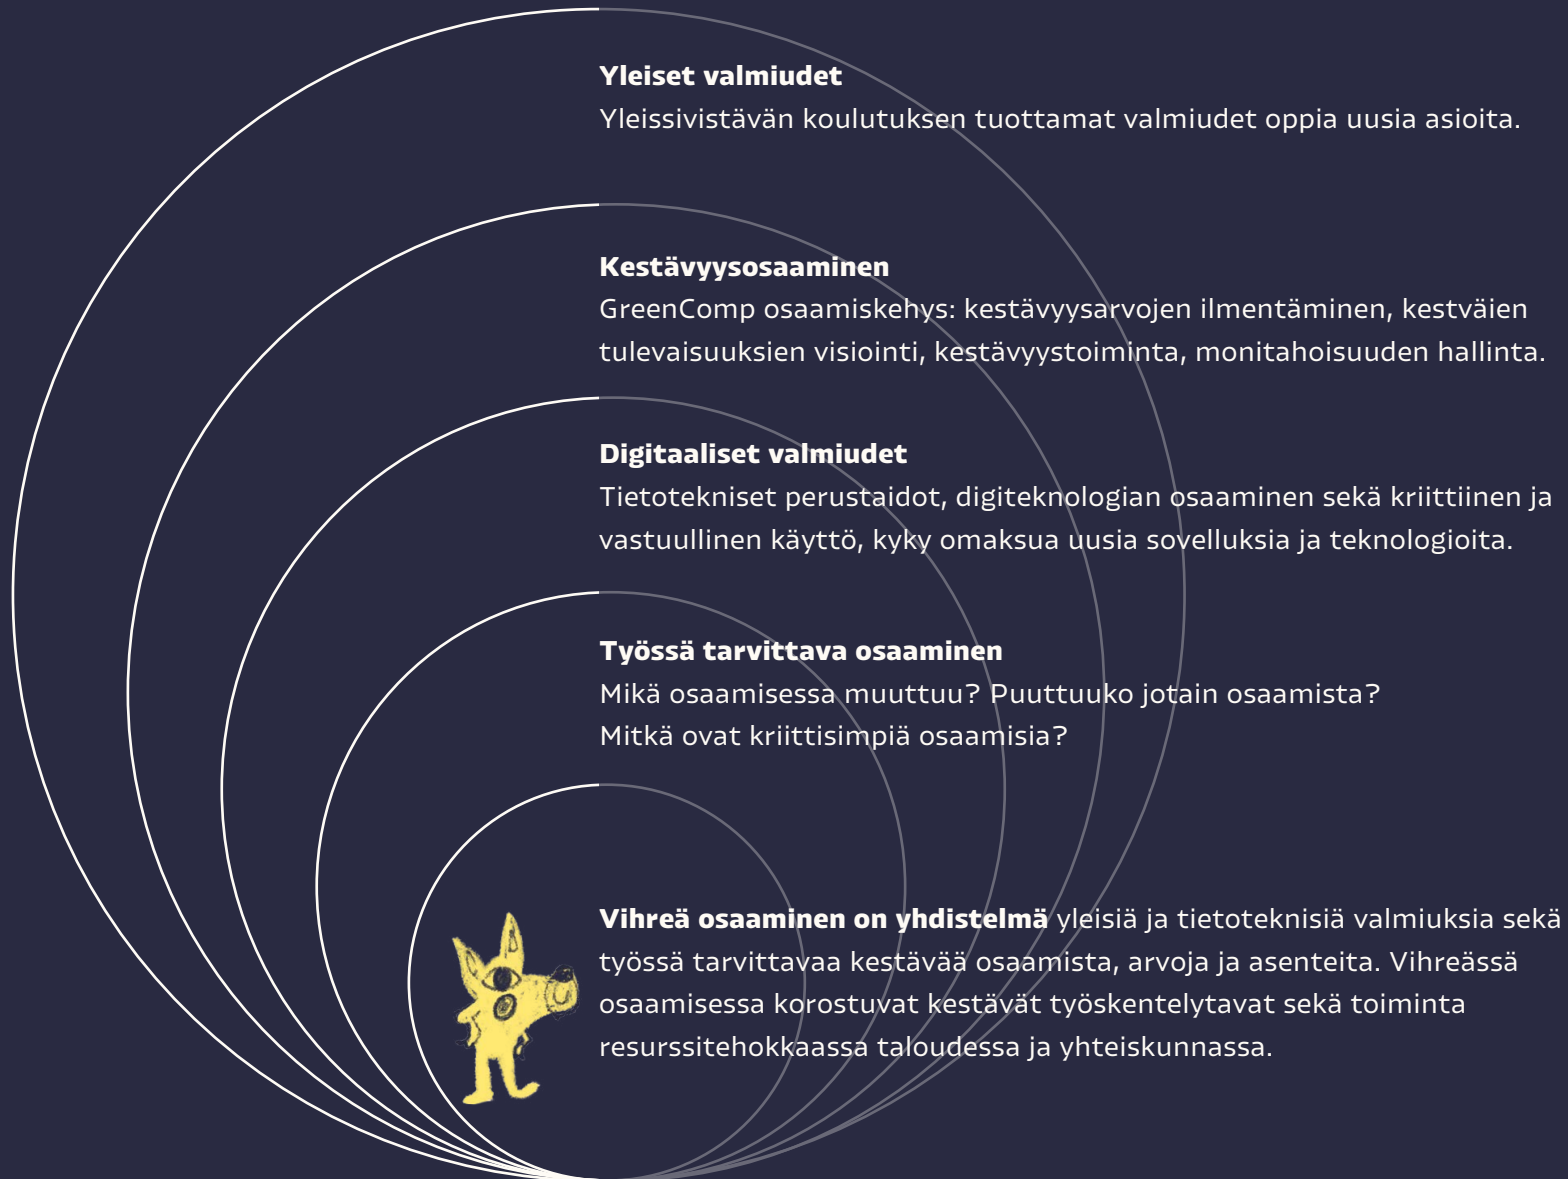 Yleiset valmiudet
Yleissivistävän koulutuksen tuottamat valmiudet oppia uusia asioita.
Kestävyysosaaminen
GreenComp osaamiskehys: kestävyysarvojen ilmentäminen, kestväien
tulevaisuuksien visiointi, kestävyystoiminta, monitahoisuuden hallinta.
Digitaaliset valmiudet
Tietotekniset perustaidot, digiteknologian osaaminen sekä kriittiinen ja
vastuullinen käyttö, kyky omaksua uusia sovelluksia ja teknologioita.
Työssä tarvittava osaaminen
Mikä osaamisessa muuttuu? Puuttuuko jotain osaamista?
Mitkä ovat kriittisimpiä osaamisia?
Vihreä osaaminen on yhdistelmä yleisiä ja tietoteknisiä valmiuksia sekä
työssä tarvittavaa kestävää osaamista, arvoja ja asenteita. Vihreässä
osaamisessa korostuvat kestävät työskentelytavat sekä toiminta
resurssitehokkaassa taloudessa ja yhteiskunnassa.